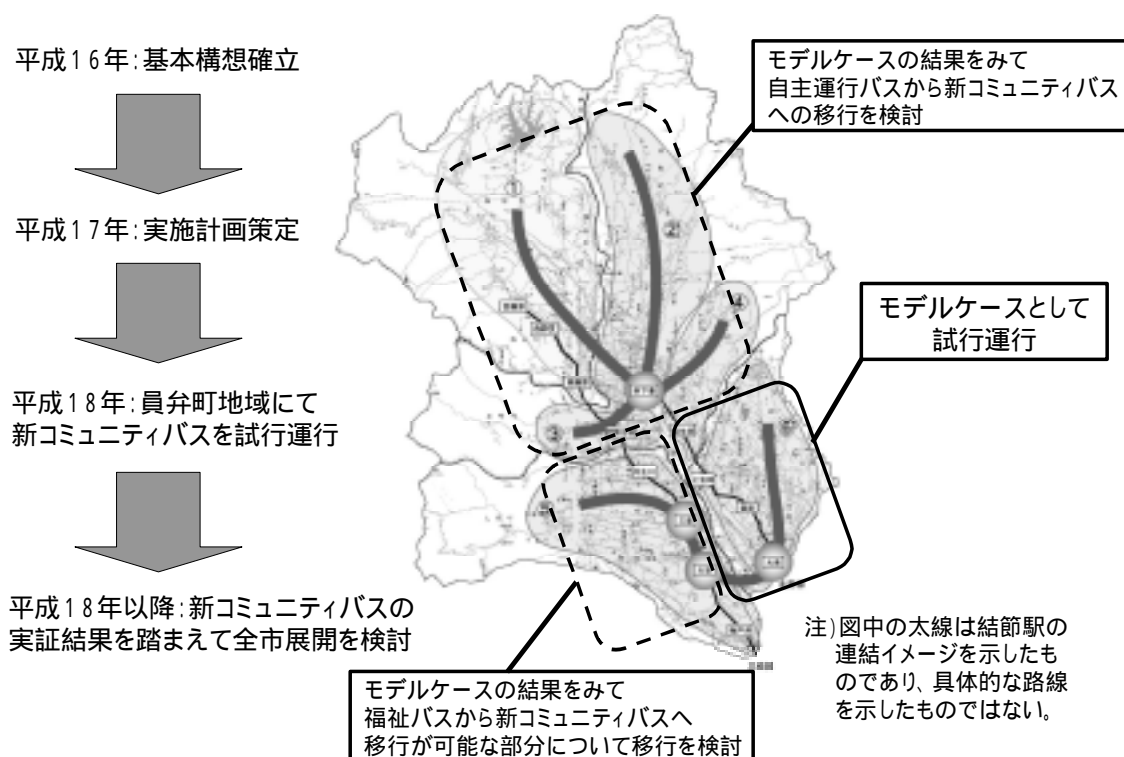 平成16年:基本構想確立
平成17年:実施計画策定
平成18年:員弁町地域にて
新コミュニティバスを試行運行
平成18年以降:新コミュニティバスの
実証結果を踏まえて全市展開を検討
モデルケースの結果をみて
自主運行バスから新コミュニティバス
への移行を検討
①
②
④
③
モデルケースとして
試行運行
モデルケースの結果をみて
福祉バスから新コミュニティバスへ
移行が可能な部分について移行を検討
注)図中の太線は結節駅の
連結イメージを示したも
のであり、具体的な路線
を示したものではない。